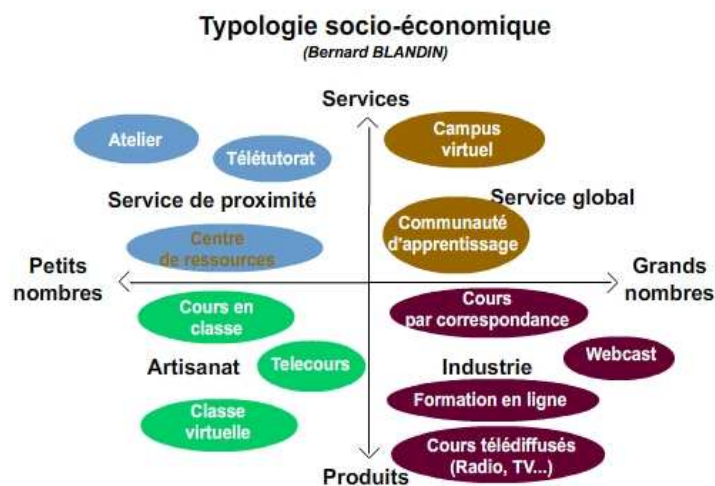 Typologie socio-économique
(Bernard BLANDIN)
Services
Atelier
Télétutorat
Campus
virtuel
Service de proximité
Service global
Centre
de ressources
Communauté
d'apprentissage
Petits
nombres
Grands
nombres
Cours en
classe
Cours
par correspondance
Artisanat
Telecours
Industrie
Webcast
Classe
virtuelle
Formation en ligne
Cours télédiffusés
(Radio, TV...)
Produits